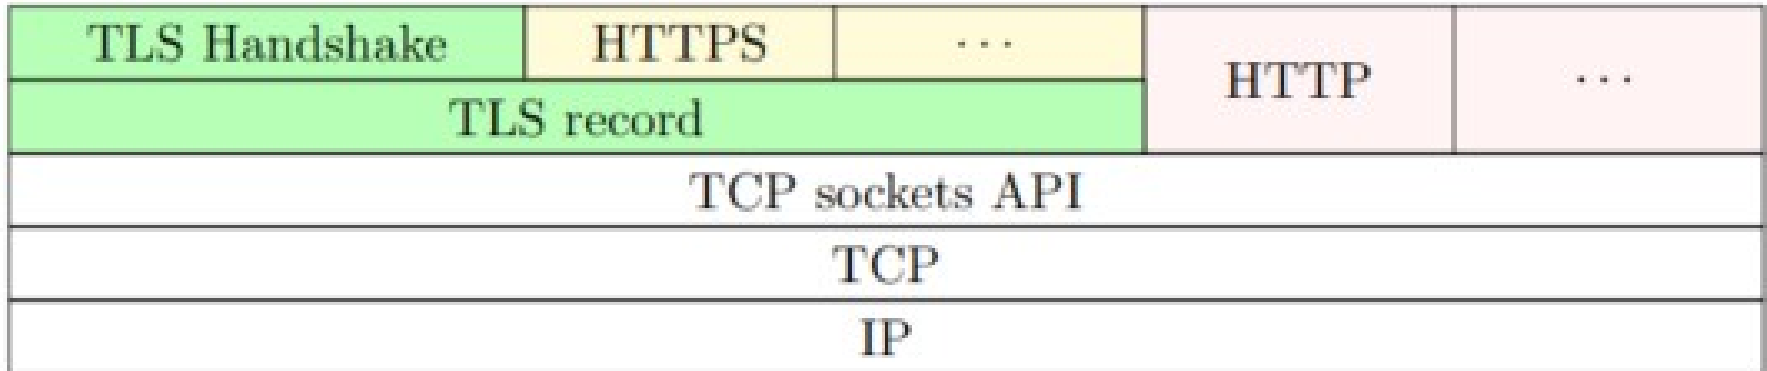 TLS Handshake HTTPS ... HTTP ...
TLS record
TCP sockets API
TCP
IP